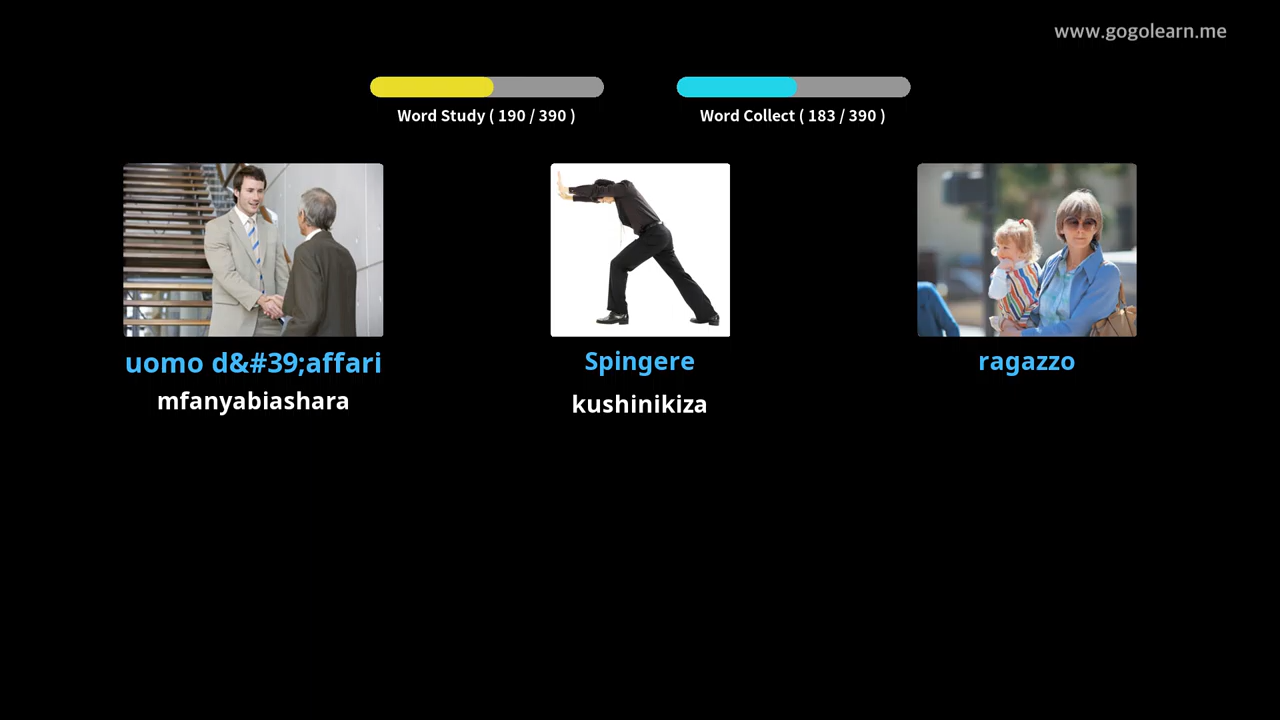 www.gogolearn.me
Word Study ( 190 / 390 )
Word Collect ( 183 / 390 )
uomo d&#39;affari
mfanyabiashara
Spingere
kushinikiza
ragazzo